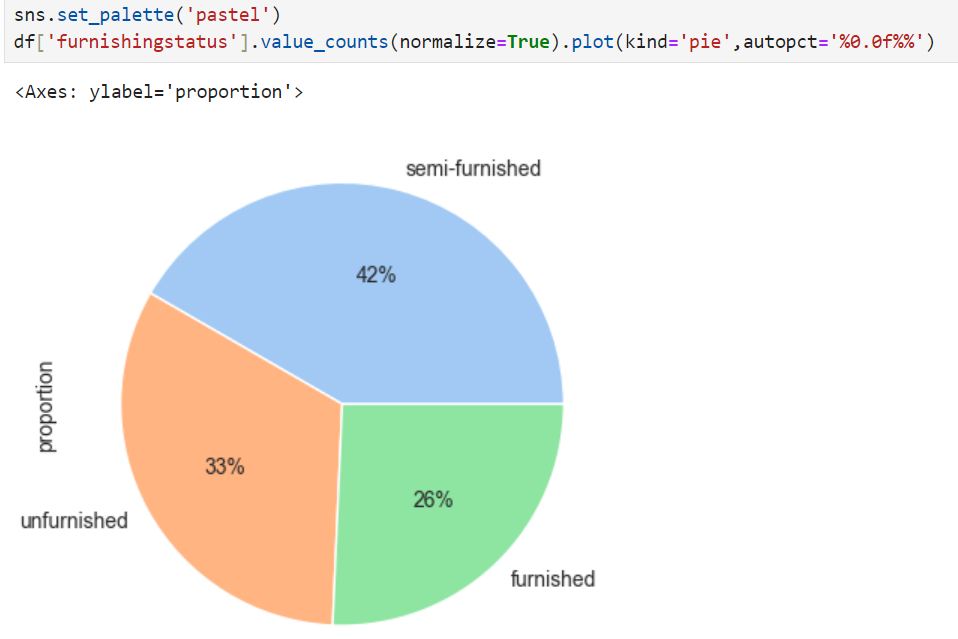 sns.set_palette('pastel')
df['furnishingstatus'].value_counts(normalize=True).plot(kind='pie',autopct='%0.0f%%')
<Axes: ylabel='proportion'>
semi-furnished
42%
proportion
33%
26%
unfurnished
furnished